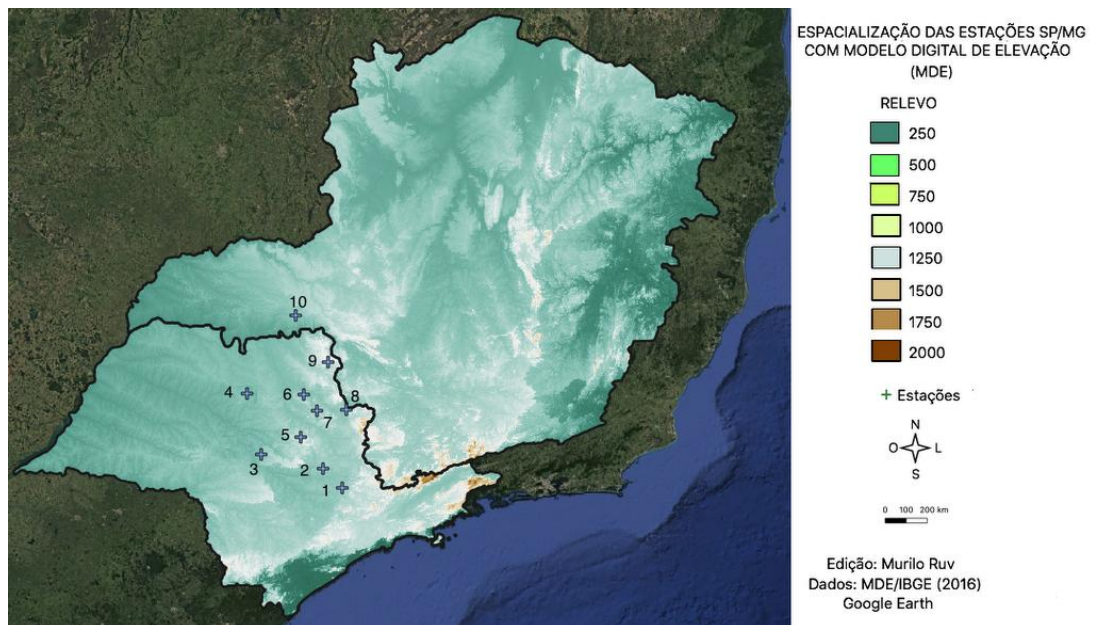 ESPACIALIZAÇÃO DAS ESTAÇÕES SP/MG
COM MODELO DIGITAL DE ELEVAÇÃO
(MDE)
RELEVO
250
500
750
1000
1250
1500
1750
2000
+ Estações
N
O L
S
0 100 200 km
Edição: Murilo Ruv
Dados: MDE/IBGE (2016)
Google Earth
10
9
4
6
8
7
5
3
2
1